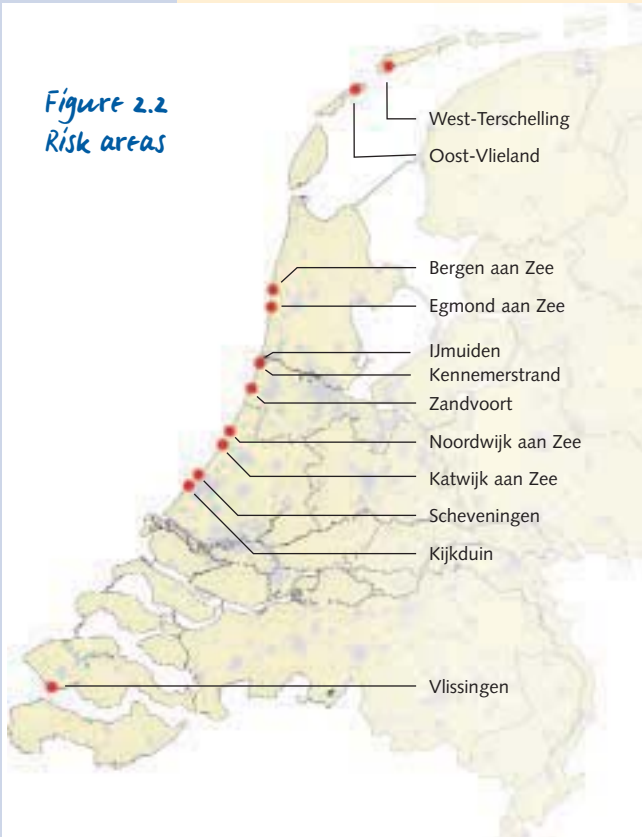 Figure 2.2
Risk areas
West-Terschelling
Oost-Vlieland
Bergen aan Zee
Egmond aan Zee
IJmuiden
Kennemerstrand
Zandvoort
Noordwijk aan Zee
Katwijk aan Zee
Scheveningen
Kijkduin
Vlissingen